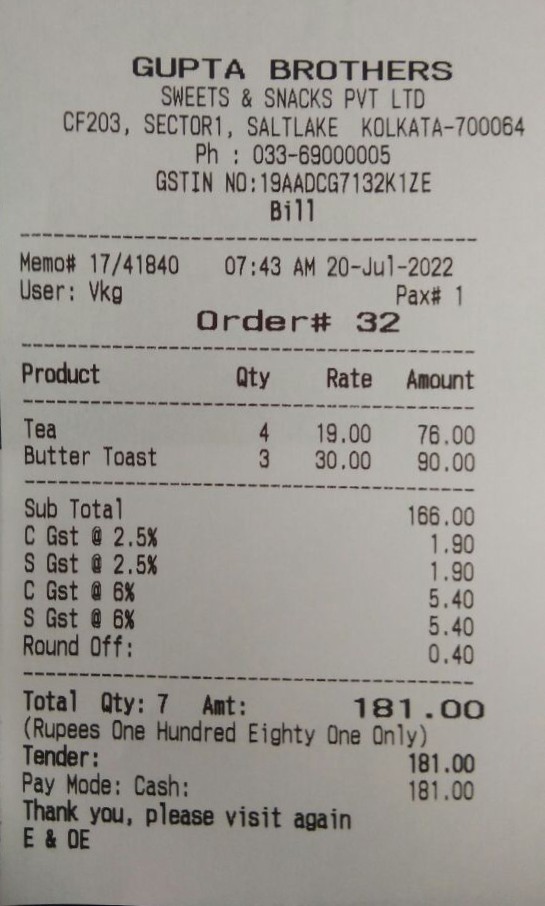 GUPTA BROTHERS
SWEETS & SNACKS PVT LTD
CF203, SECTOR1, SALTLAKE KOLKATA-700064
Ph : 033-69000005
GSTIN NO:19AADCG7132K1ZE
Bill
Memo# 17/41840 07:43 AM 20-Jul-2022
User: Vkg Pax# 1
Order# 32
Product Qty Rate Amount
Tea 4 19.00 76.00
Butter Toast 3 30.00 90.00
Sub Total 166.00
C Gst @ 2.5% 1.90
S Gst @ 2.5% 1.90
C Gst @ 6% 5.40
S Gst @ 6% 5.40
Round Off: 0.40
Total Qty: 7 Amt: 181.00
(Rupees One Hundred Eighty One Only)
Tender: 181.00
Pay Mode: Cash: 181.00
Thank you, please visit again
E & OE